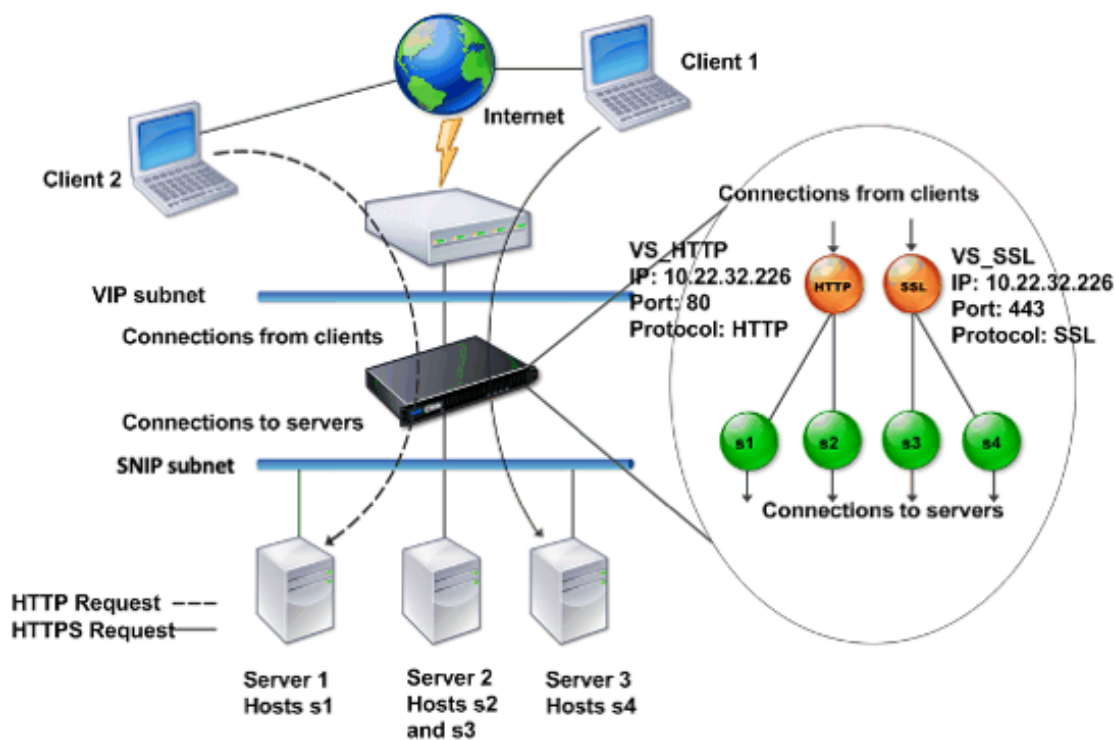 Client 1
Internet
Client 2
VIP subnet
Connections from clients
Connections to servers
SNIP subnet
HTTP Request
HTTPS Request
Server 1
Hosts s1
Server 2
Hosts s2
and s3
Server 3
Hosts s4
Connections from clients
VS_HTTP
IP: 10.22.32.226
Port: 80
Protocol: HTTP
HTTP
SSL
VS_SSL
IP: 10.22.32.226
Port: 443
Protocol: SSL
s1
s2
s3
s4
Connections to servers